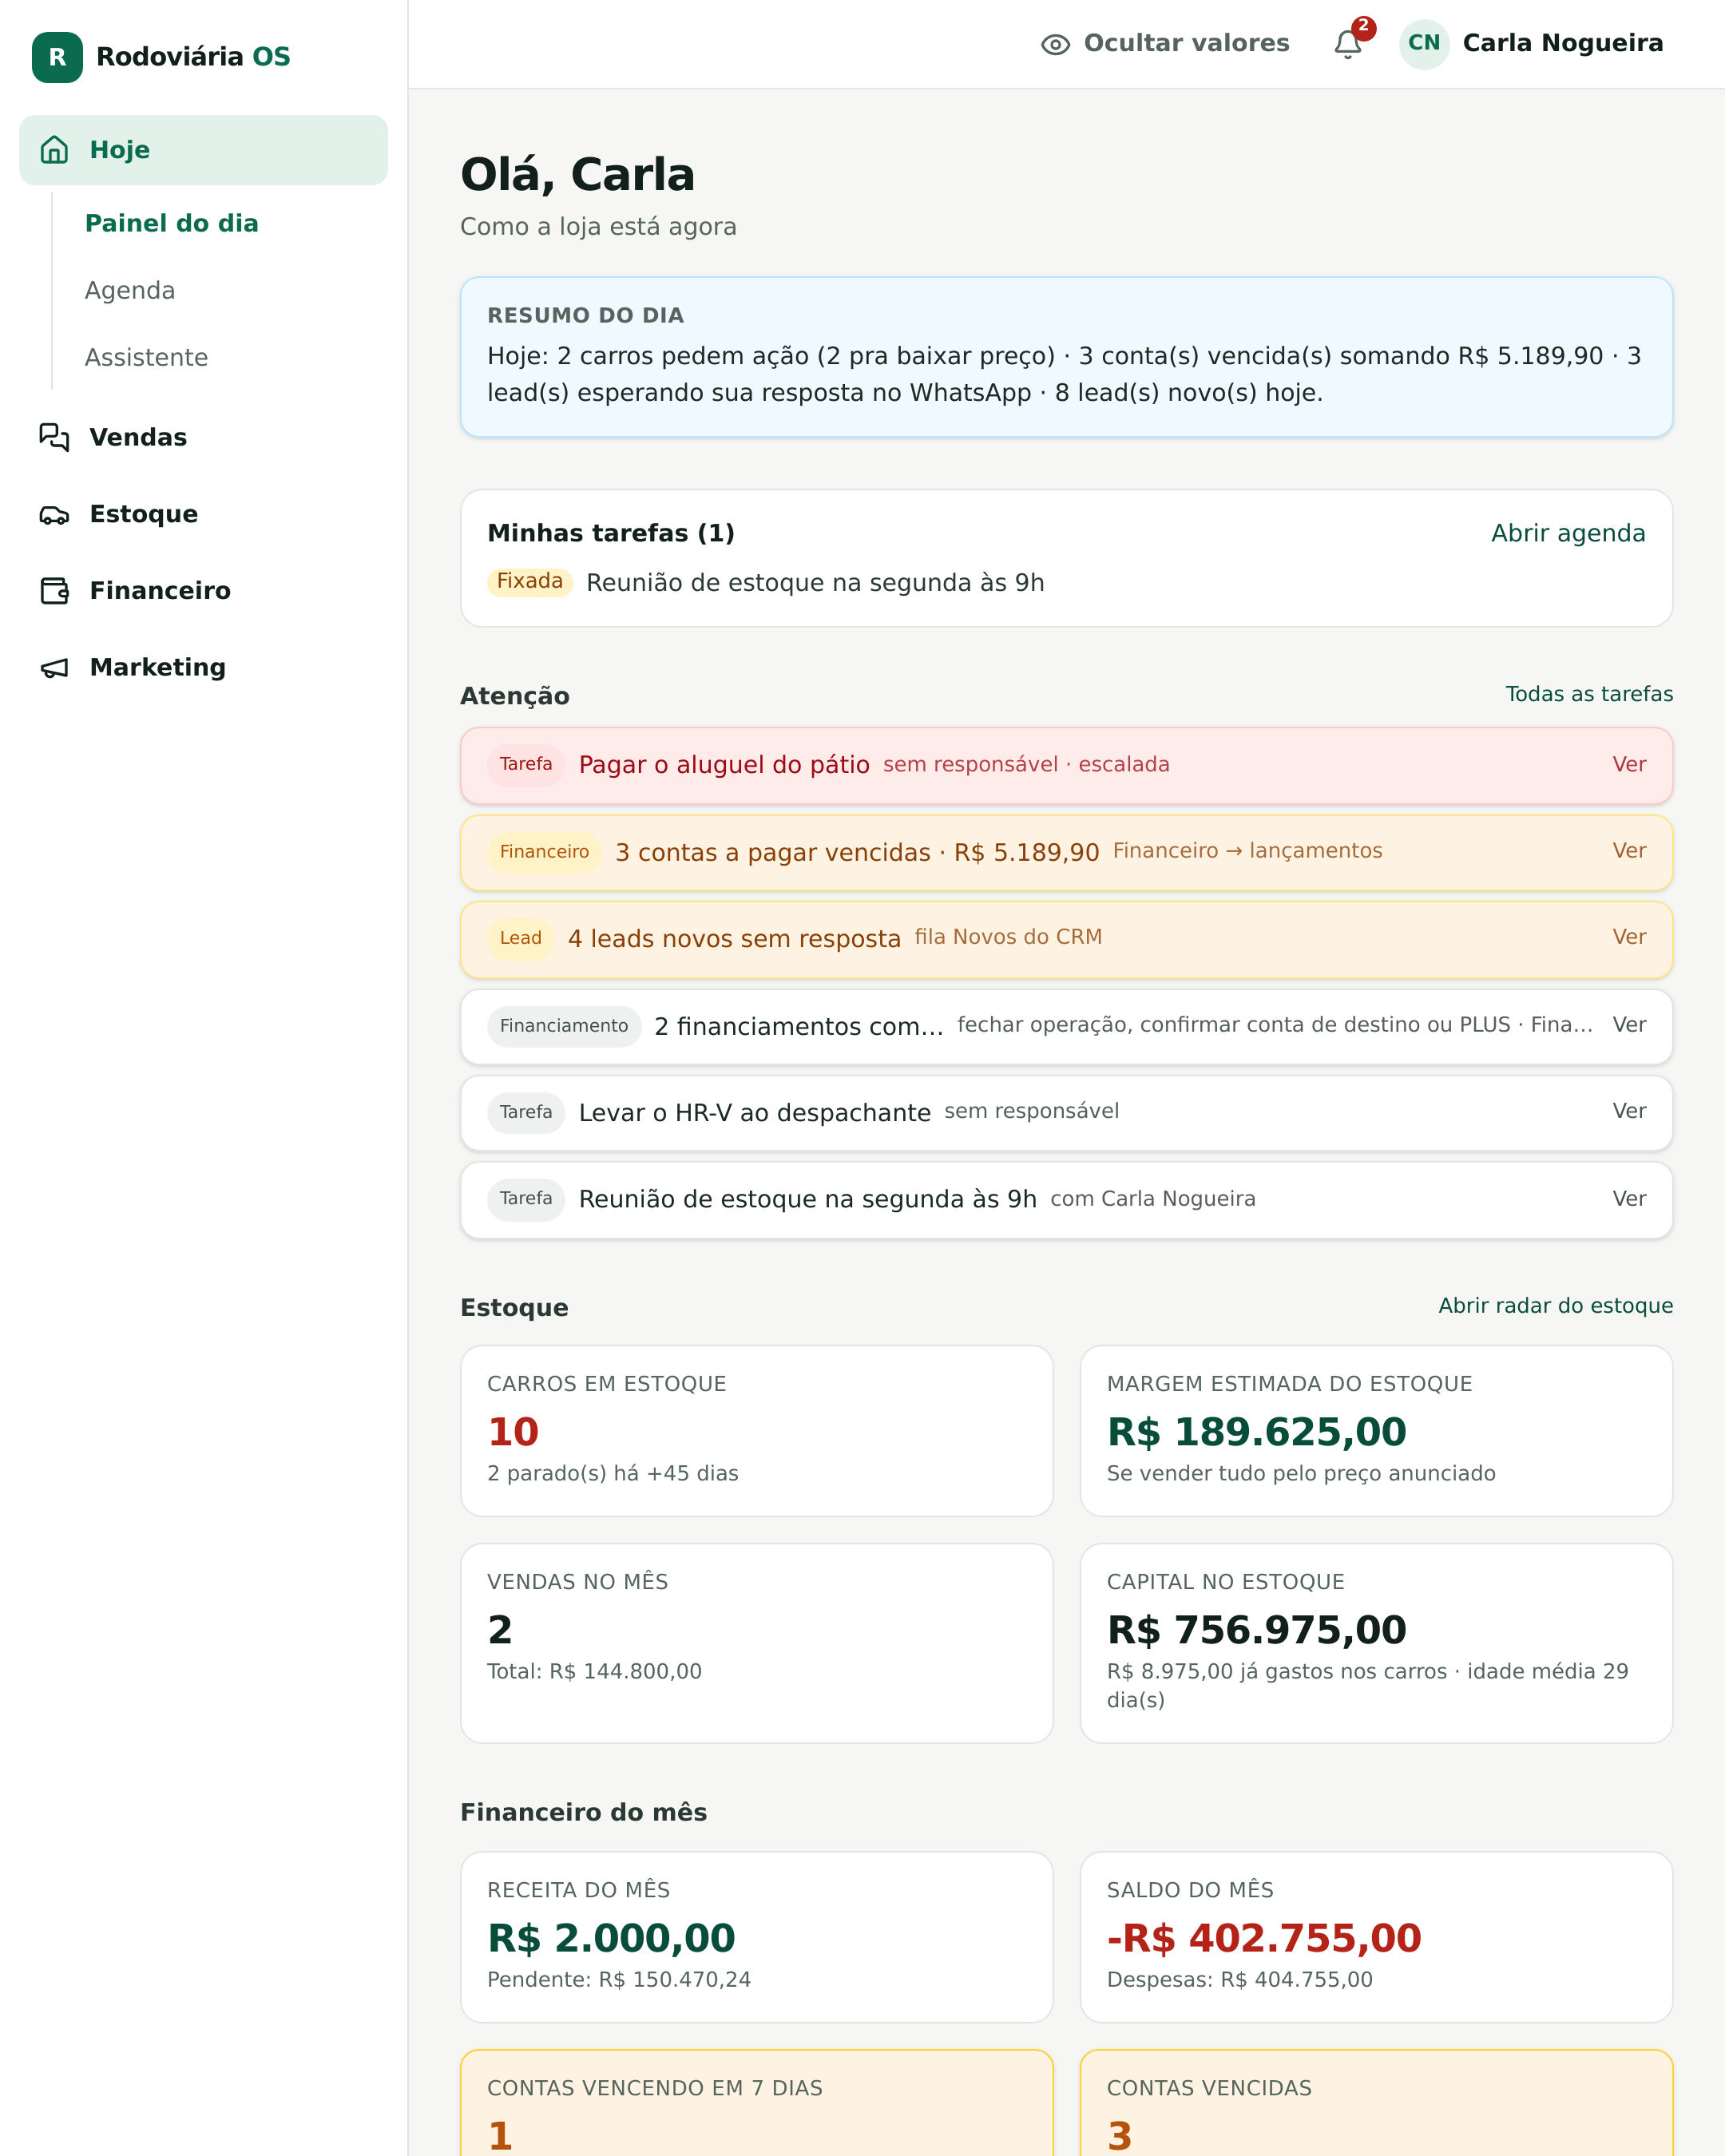 R Rodoviária OS
Hoje
Painel do dia
Agenda
Assistente
Vendas
Estoque
Financeiro
Marketing
Ocultar valores
2
CN Carla Nogueira
Olá, Carla
Como a loja está agora
RESUMO DO DIA
Hoje: 2 carros pedem ação (2 pra baixar preço) · 3 conta(s) vencida(s) somando R$ 5.189,90 · 3
lead(s) esperando sua resposta no WhatsApp · 8 lead(s) novo(s) hoje.
Minhas tarefas (1) Abrir agenda
Fixada Reunião de estoque na segunda às 9h
Atenção Todas as tarefas
Tarefa Pagar o aluguel do pátio sem responsável · escalada Ver
Financeiro 3 contas a pagar vencidas · R$ 5.189,90 Financeiro → lançamentos Ver
Lead 4 leads novos sem resposta fila Novos do CRM Ver
Financiamento 2 financiamentos com… fechar operação, confirmar conta de destino ou PLUS · Fina… Ver
Tarefa Levar o HR-V ao despachante sem responsável Ver
Tarefa Reunião de estoque na segunda às 9h com Carla Nogueira Ver
Estoque Abrir radar do estoque
CARROS EM ESTOQUE
10
2 parado(s) há +45 dias
MARGEM ESTIMADA DO ESTOQUE
R$ 189.625,00
Se vender tudo pelo preço anunciado
VENDAS NO MÊS
2
Total: R$ 144.800,00
CAPITAL NO ESTOQUE
R$ 756.975,00
R$ 8.975,00 já gastos nos carros · idade média 29
dia(s)
Financeiro do mês
RECEITA DO MÊS
R$ 2.000,00
Pendente: R$ 150.470,24
SALDO DO MÊS
-R$ 402.755,00
Despesas: R$ 404.755,00
CONTAS VENCENDO EM 7 DIAS
1
CONTAS VENCIDAS
3